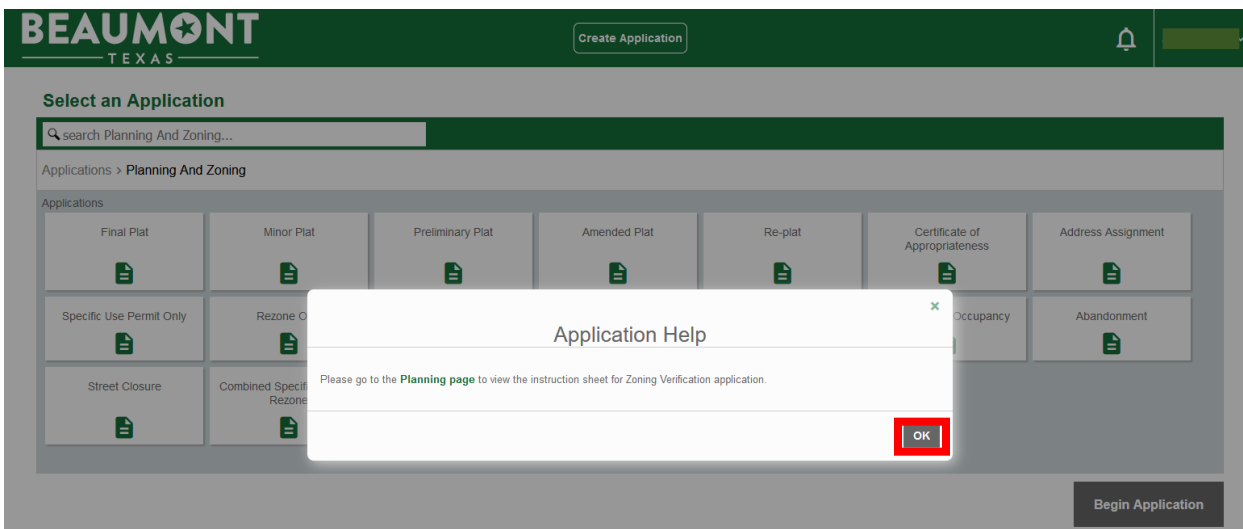 BEAUMONT
TEXAS
Create Application
Select an Application
search Planning And Zoning...
Applications > Planning And Zoning
Applications
Final Plat
Minor Plat
Preliminary Plat
Amended Plat
Re-plat
Certificate of
Appropriateness
Address Assignment
Specific Use Permit Only
Rezone O
Occupancy
Abandonment
Street Closure
Combined Specif
Rezone
Application Help
×
Please go to the Planning page to view the instruction sheet for Zoning Verification application.
OK
Begin Application